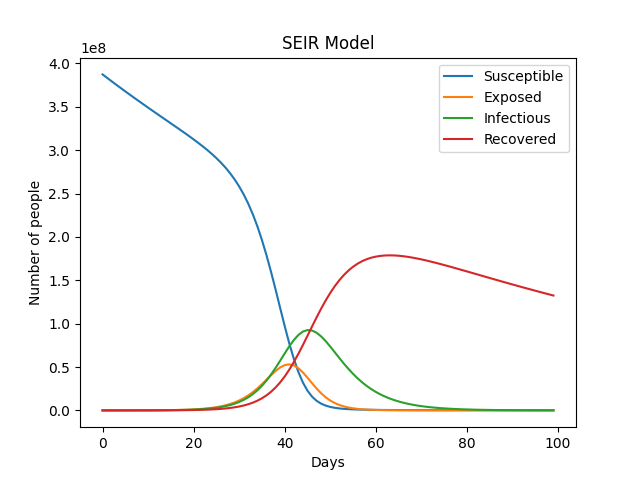 SEIR Model
1e8
4.0
3.5
3.0
2.5
2.0
1.5
1.0
0.5
0.0
Number of people
Susceptible
Exposed
Infectious
Recovered
0 20 40 60 80 100
Days